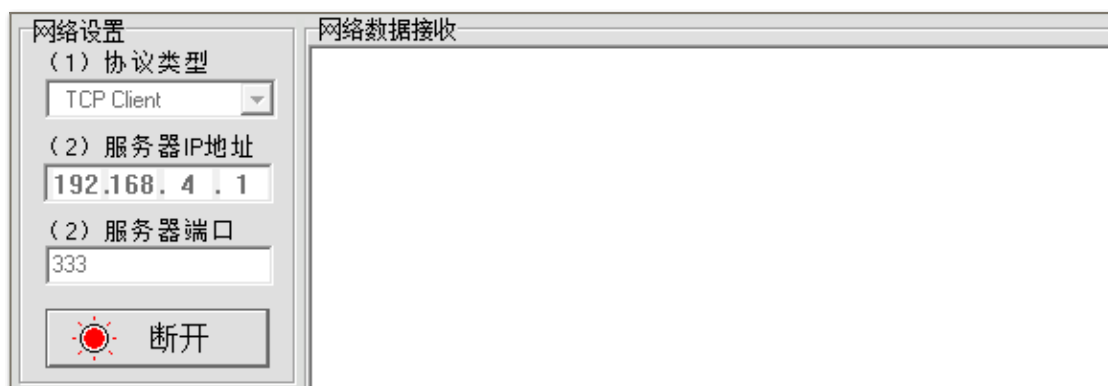 网络设置
（1）协议类型
TCP Client
（2）服务器IP地址
192.168. 4 . 1
（2）服务器端口
333
断开
网络数据接收